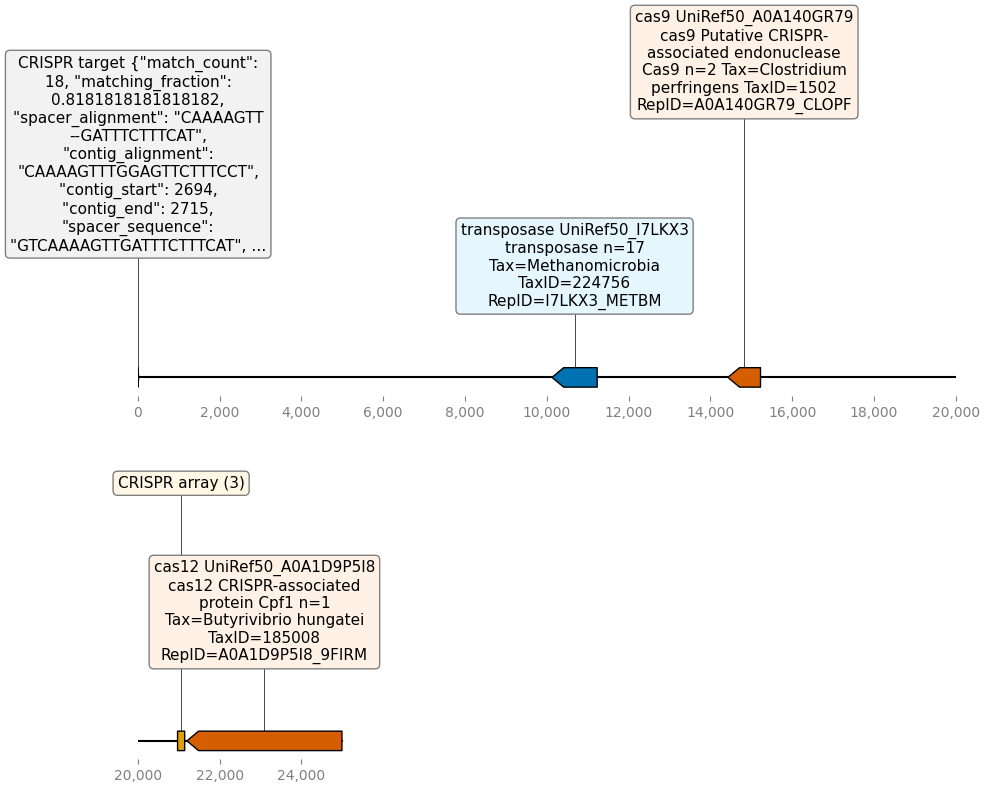 cas9 UniRef50_A0A140GR79
cas9 Putative CRISPR-
associated endonuclease
Cas9 n=2 Tax=Clostridium
perfringens TaxID=1502
RepID=A0A140GR79_CLOPF
CRISPR target {"match_count":
18, "matching_fraction":
0.8181818181818182,
"spacer_alignment": "CAAAAGTT
--GATTTCTTTCAT",
"contig_alignment":
"CAAAAGTTTGGAGTTCTTTCCT",
"contig_start": 2694,
"contig_end": 2715,
"spacer_sequence":
"GTCAAAAGTTGATTTCTTTCAT", ...
transposase UniRef50_I7LKX3
transposase n=17
Tax=Methanomicrobia
TaxID=224756
RepID=I7LKX3_METBM
0 2,000 4,000 6,000 8,000 10,000 12,000 14,000 16,000 18,000 20,000
CRISPR array (3)
cas12 UniRef50_A0A1D9P5I8
cas12 CRISPR-associated
protein Cpf1 n=1
Tax=Butyrivibrio hungatei
TaxID=185008
RepID=A0A1D9P5I8_9FIRM
20,000 22,000 24,000